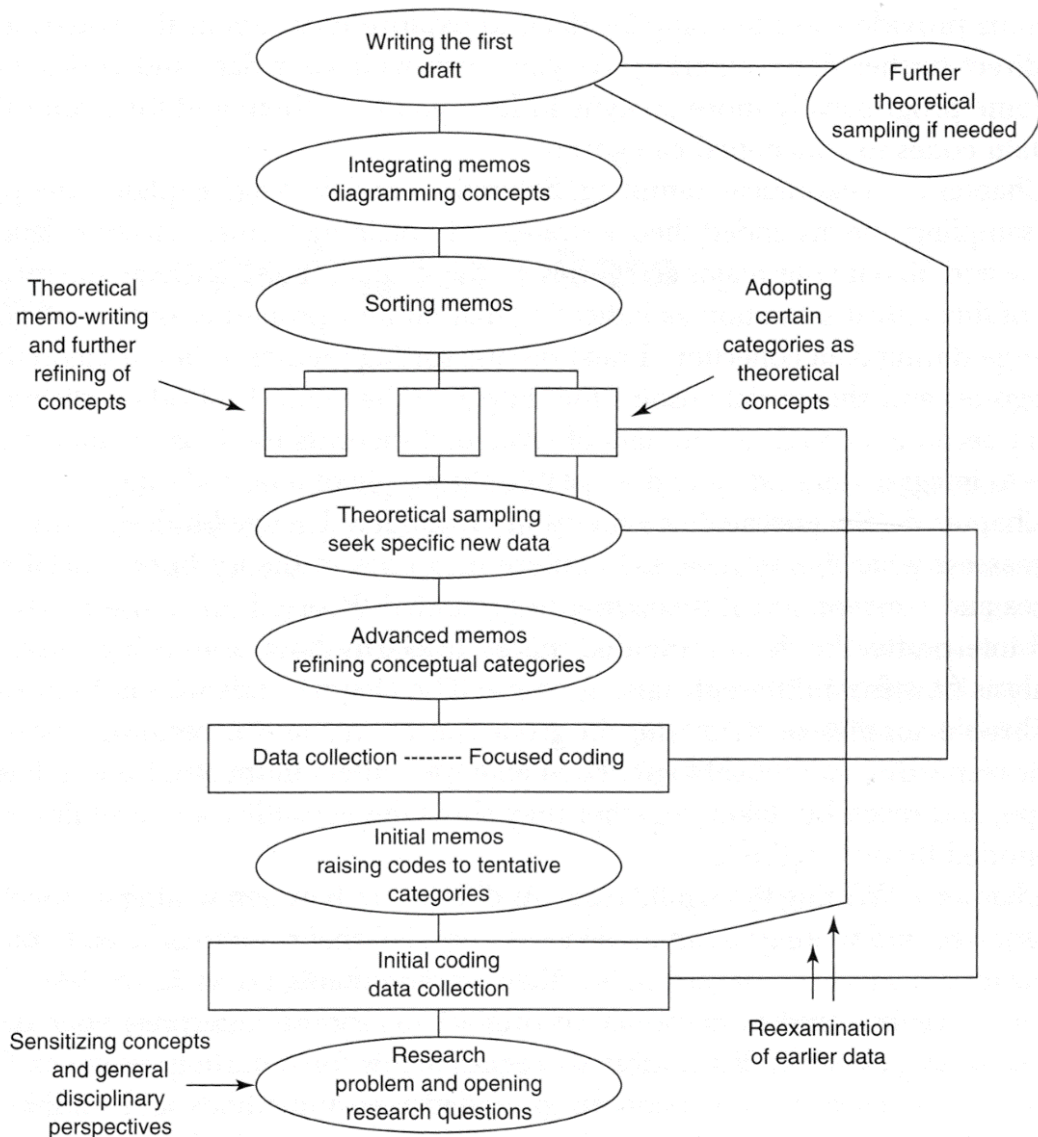 Writing the first
draft
Further
theoretical
sampling if needed
Integrating memos
diagramming concepts
Theoretical
memo-writing
and further
refining of
concepts
Sorting memos
Adopting
certain
categories as
theoretical
concepts
Theoretical sampling
seek specific new data
Advanced memos
refining conceptual categories
Data collection -------- Focused coding
Initial memos
raising codes to tentative
categories
Initial coding
data collection
Reexamination
of earlier data
Sensitizing concepts
and general
disciplinary
perspectives
Research
problem and opening
research questions